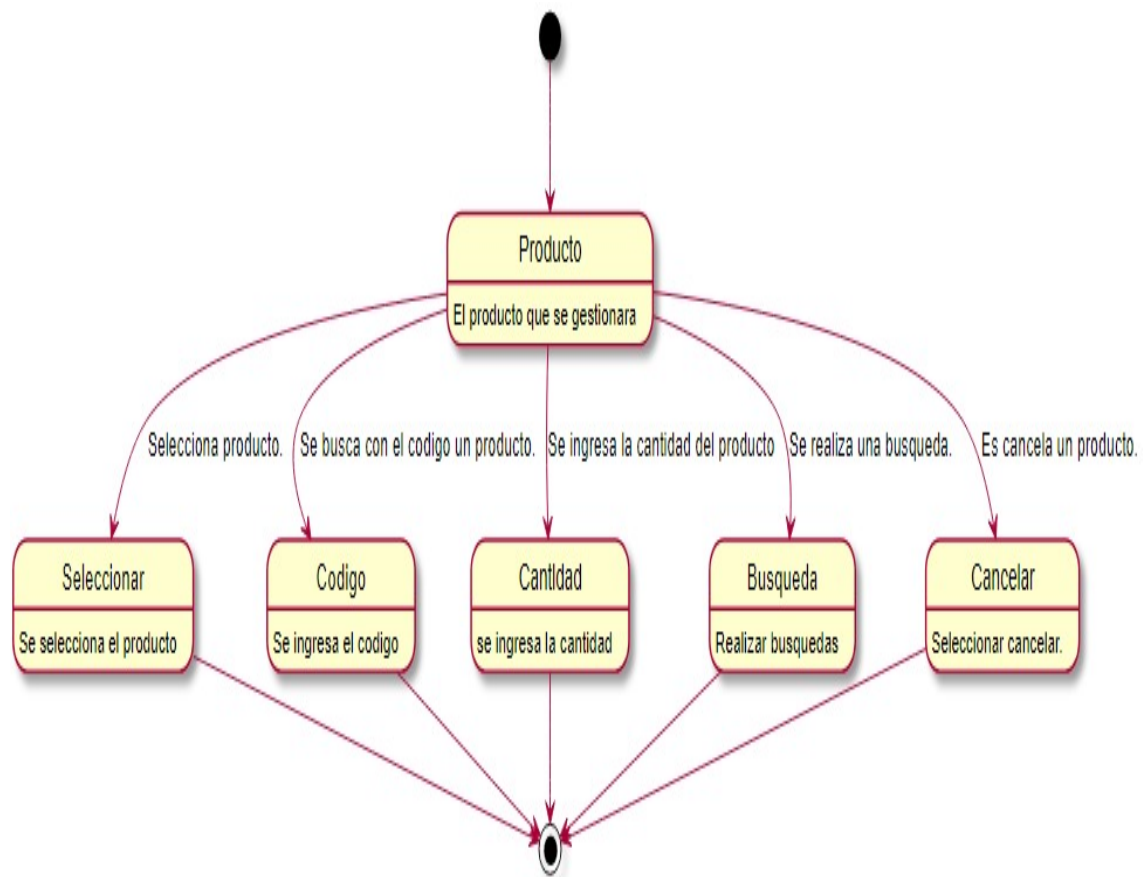 Producto
El producto que se gestionara
Selecciona producto.
Se busca con el codigo un producto.
Se ingresa la cantidad del producto
Se realiza una busqueda.
Es cancela un producto.
Seleccionar
Se selecciona el producto
Codigo
Se ingresa el codigo
Cantidad
se ingresa la cantidad
Busqueda
Realizar busquedas
Cancelar
Seleccionar cancelar.